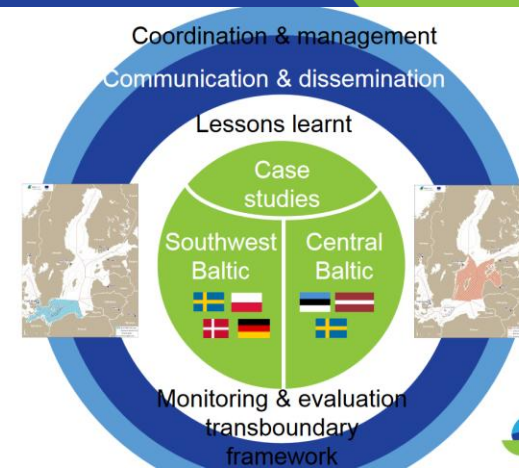 Coordination & management
Communication & dissemination
Lessons learnt
Case
studies
Southwest
Baltic
Central
Baltic
Monitoring & evaluation
transboundary
framework